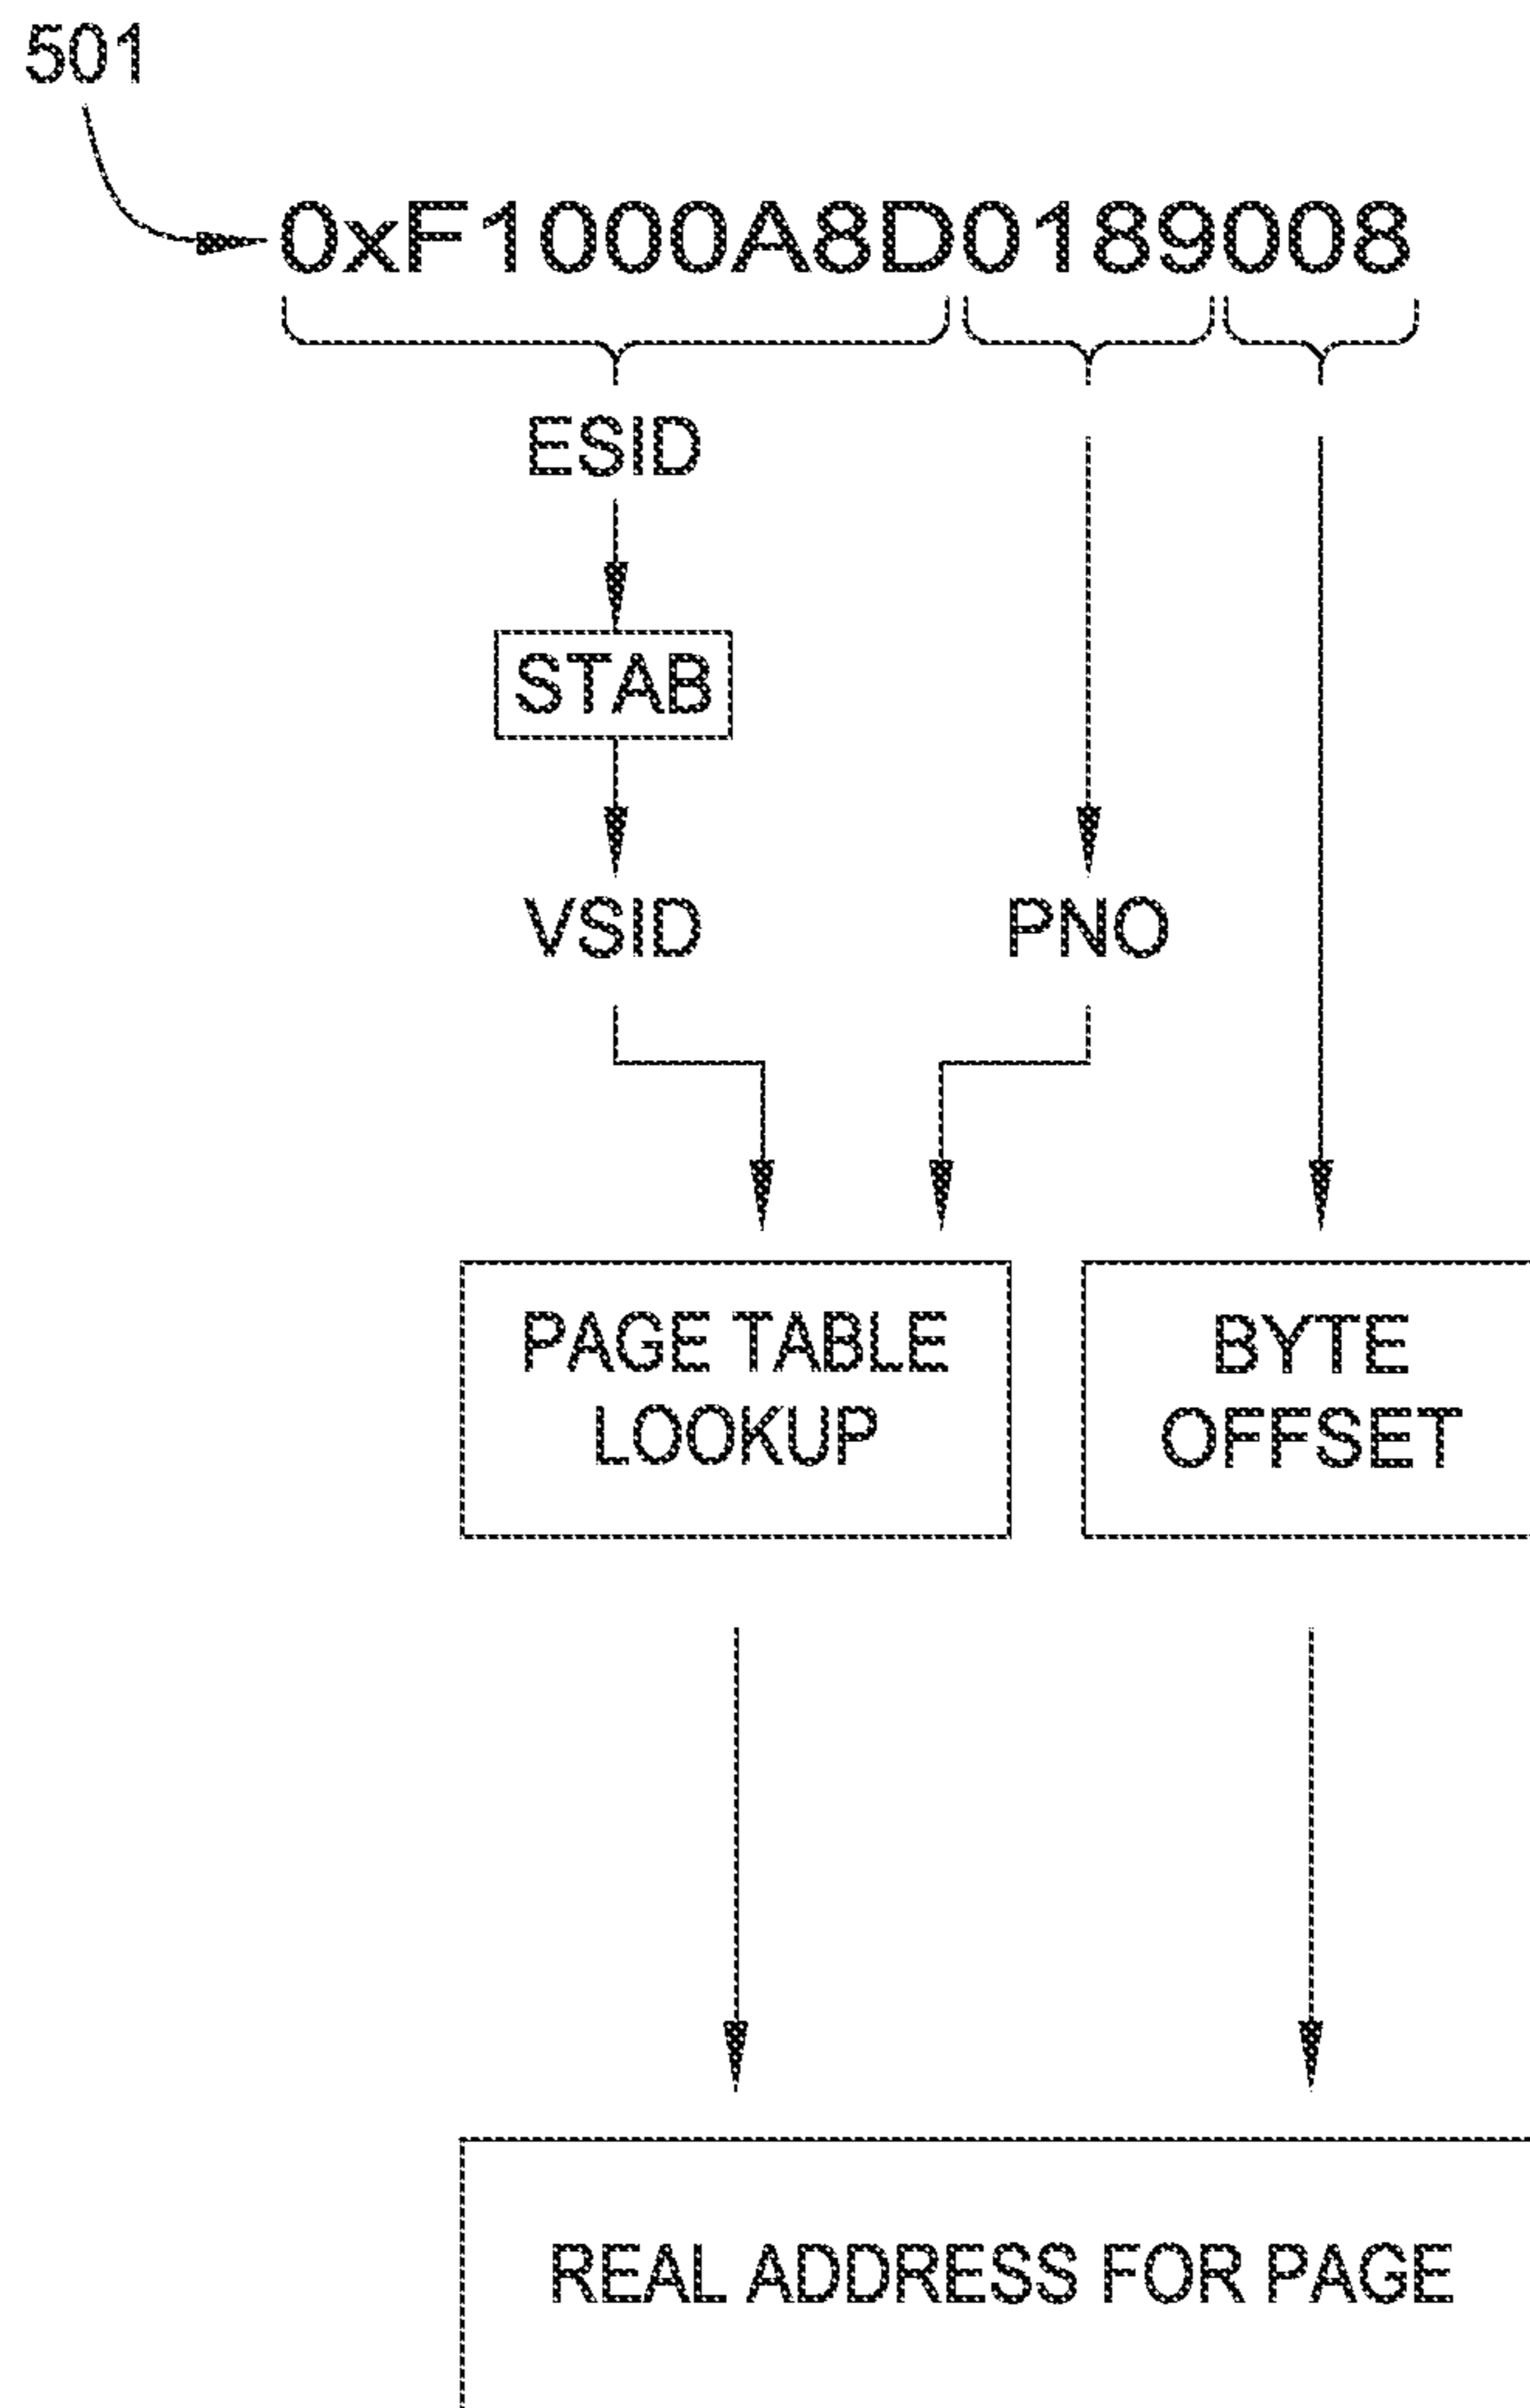 501
0xF1000A8D0189008
ESID
STAB
VSID PNO
PAGE TABLE
LOOKUP
BYTE
OFFSET
REAL ADDRESS FOR PAGE